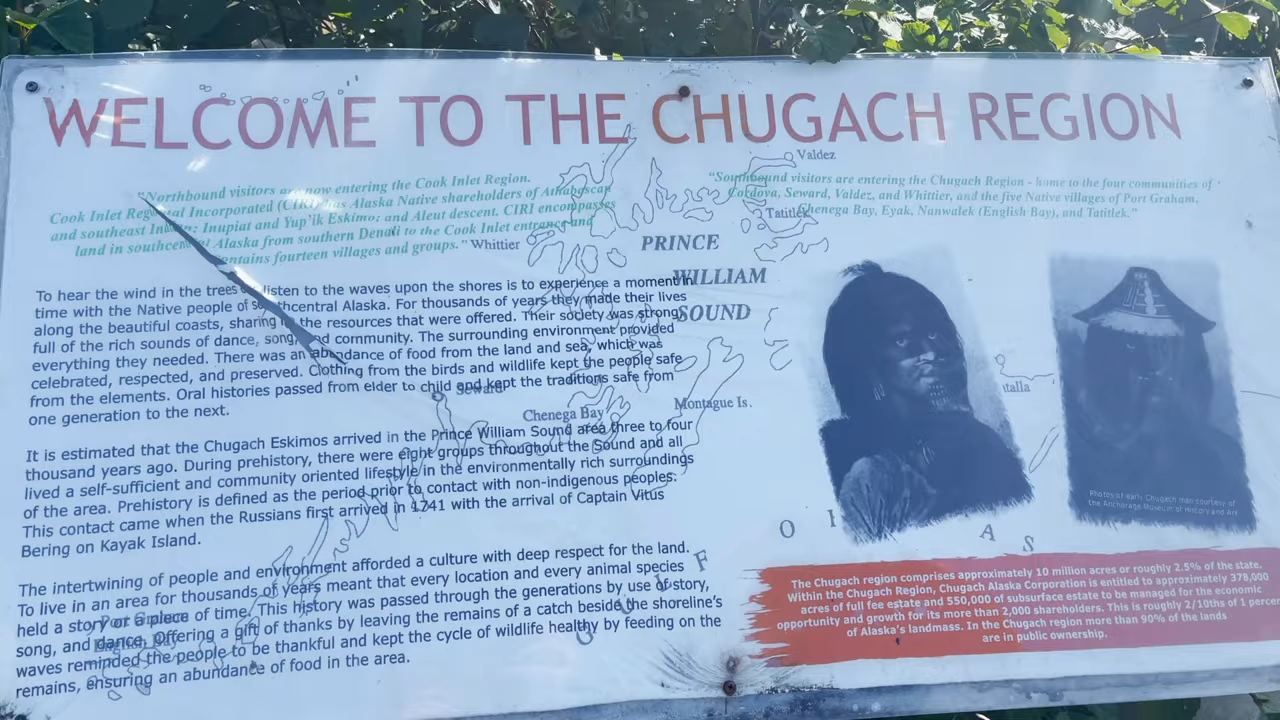 WELCOME TO THE CHUGACH REGION
"Northbound visitors are now entering the Cook Inlet Region.
Cook Inlet Regional Incorporated (CIRI) has Alaska Native shareholders of Athabascan
and southeast Indian; Inupiat and Yup'ik Eskimo; and Aleut descent. CIRI encompasses
land in southcentral Alaska from southern Denali to the Cook Inlet entrance and
contains fourteen villages and groups."
"Southbound visitors are entering the Chugach Region - home to the four communities of
Cordova, Seward, Valdez, and Whittier, and the five Native villages of Port Graham,
Chenega Bay, Eyak, Nanwalek (English Bay), and Tatitlek."
Valdez
Tatitlek
Whittier
PRINCE
WILLIAM
SOUND
To hear the wind in the trees or listen to the waves upon the shores is to experience a moment in
time with the Native people of southcentral Alaska. For thousands of years they made their lives
along the beautiful coasts, sharing in the resources that were offered. Their society was strong,
full of the rich sounds of dance, song, and community. The surrounding environment provided
everything they needed. There was an abundance of food from the land and sea, which was
celebrated, respected, and preserved. Clothing from the birds and wildlife kept the people safe
from the elements. Oral histories passed from elder to child and kept the traditions safe from
one generation to the next.
Seward
Chenega Bay
Montague Is.
It is estimated that the Chugach Eskimos arrived in the Prince William Sound area three to four
thousand years ago. During prehistory, there were eight groups throughout the Sound and all
lived a self-sufficient and community oriented lifestyle in the environmentally rich surroundings
of the area. Prehistory is defined as the period prior to contact with non-indigenous peoples.
This contact came when the Russians first arrived in 1741 with the arrival of Captain Vitus
Bering on Kayak Island.
The intertwining of people and environment afforded a culture with deep respect for the land.
To live in an area for thousands of years meant that every location and every animal species
held a story or a place of time. This history was passed through the generations by use of story,
song, and dance. Offering a gift of thanks by leaving the remains of a catch beside the shoreline's
waves reminded the people to be thankful and kept the cycle of wildlife healthy by feeding on the
remains, ensuring an abundance of food in the area.
Port Graham
English Bay
G U L F O F A S
Photos of early Chugach man courtesy of
the Anchorage Museum of History and Art
The Chugach region comprises approximately 10 million acres or roughly 2.5% of the state.
Within the Chugach Region, Chugach Alaska Corporation is entitled to approximately 378,000
acres of full fee estate and 550,000 of subsurface estate to be managed for the economic
opportunity and growth for its more than 2,000 shareholders. This is roughly 2/10ths of 1 percent
of Alaska's landmass. In the Chugach region more than 90% of the lands
are in public ownership.